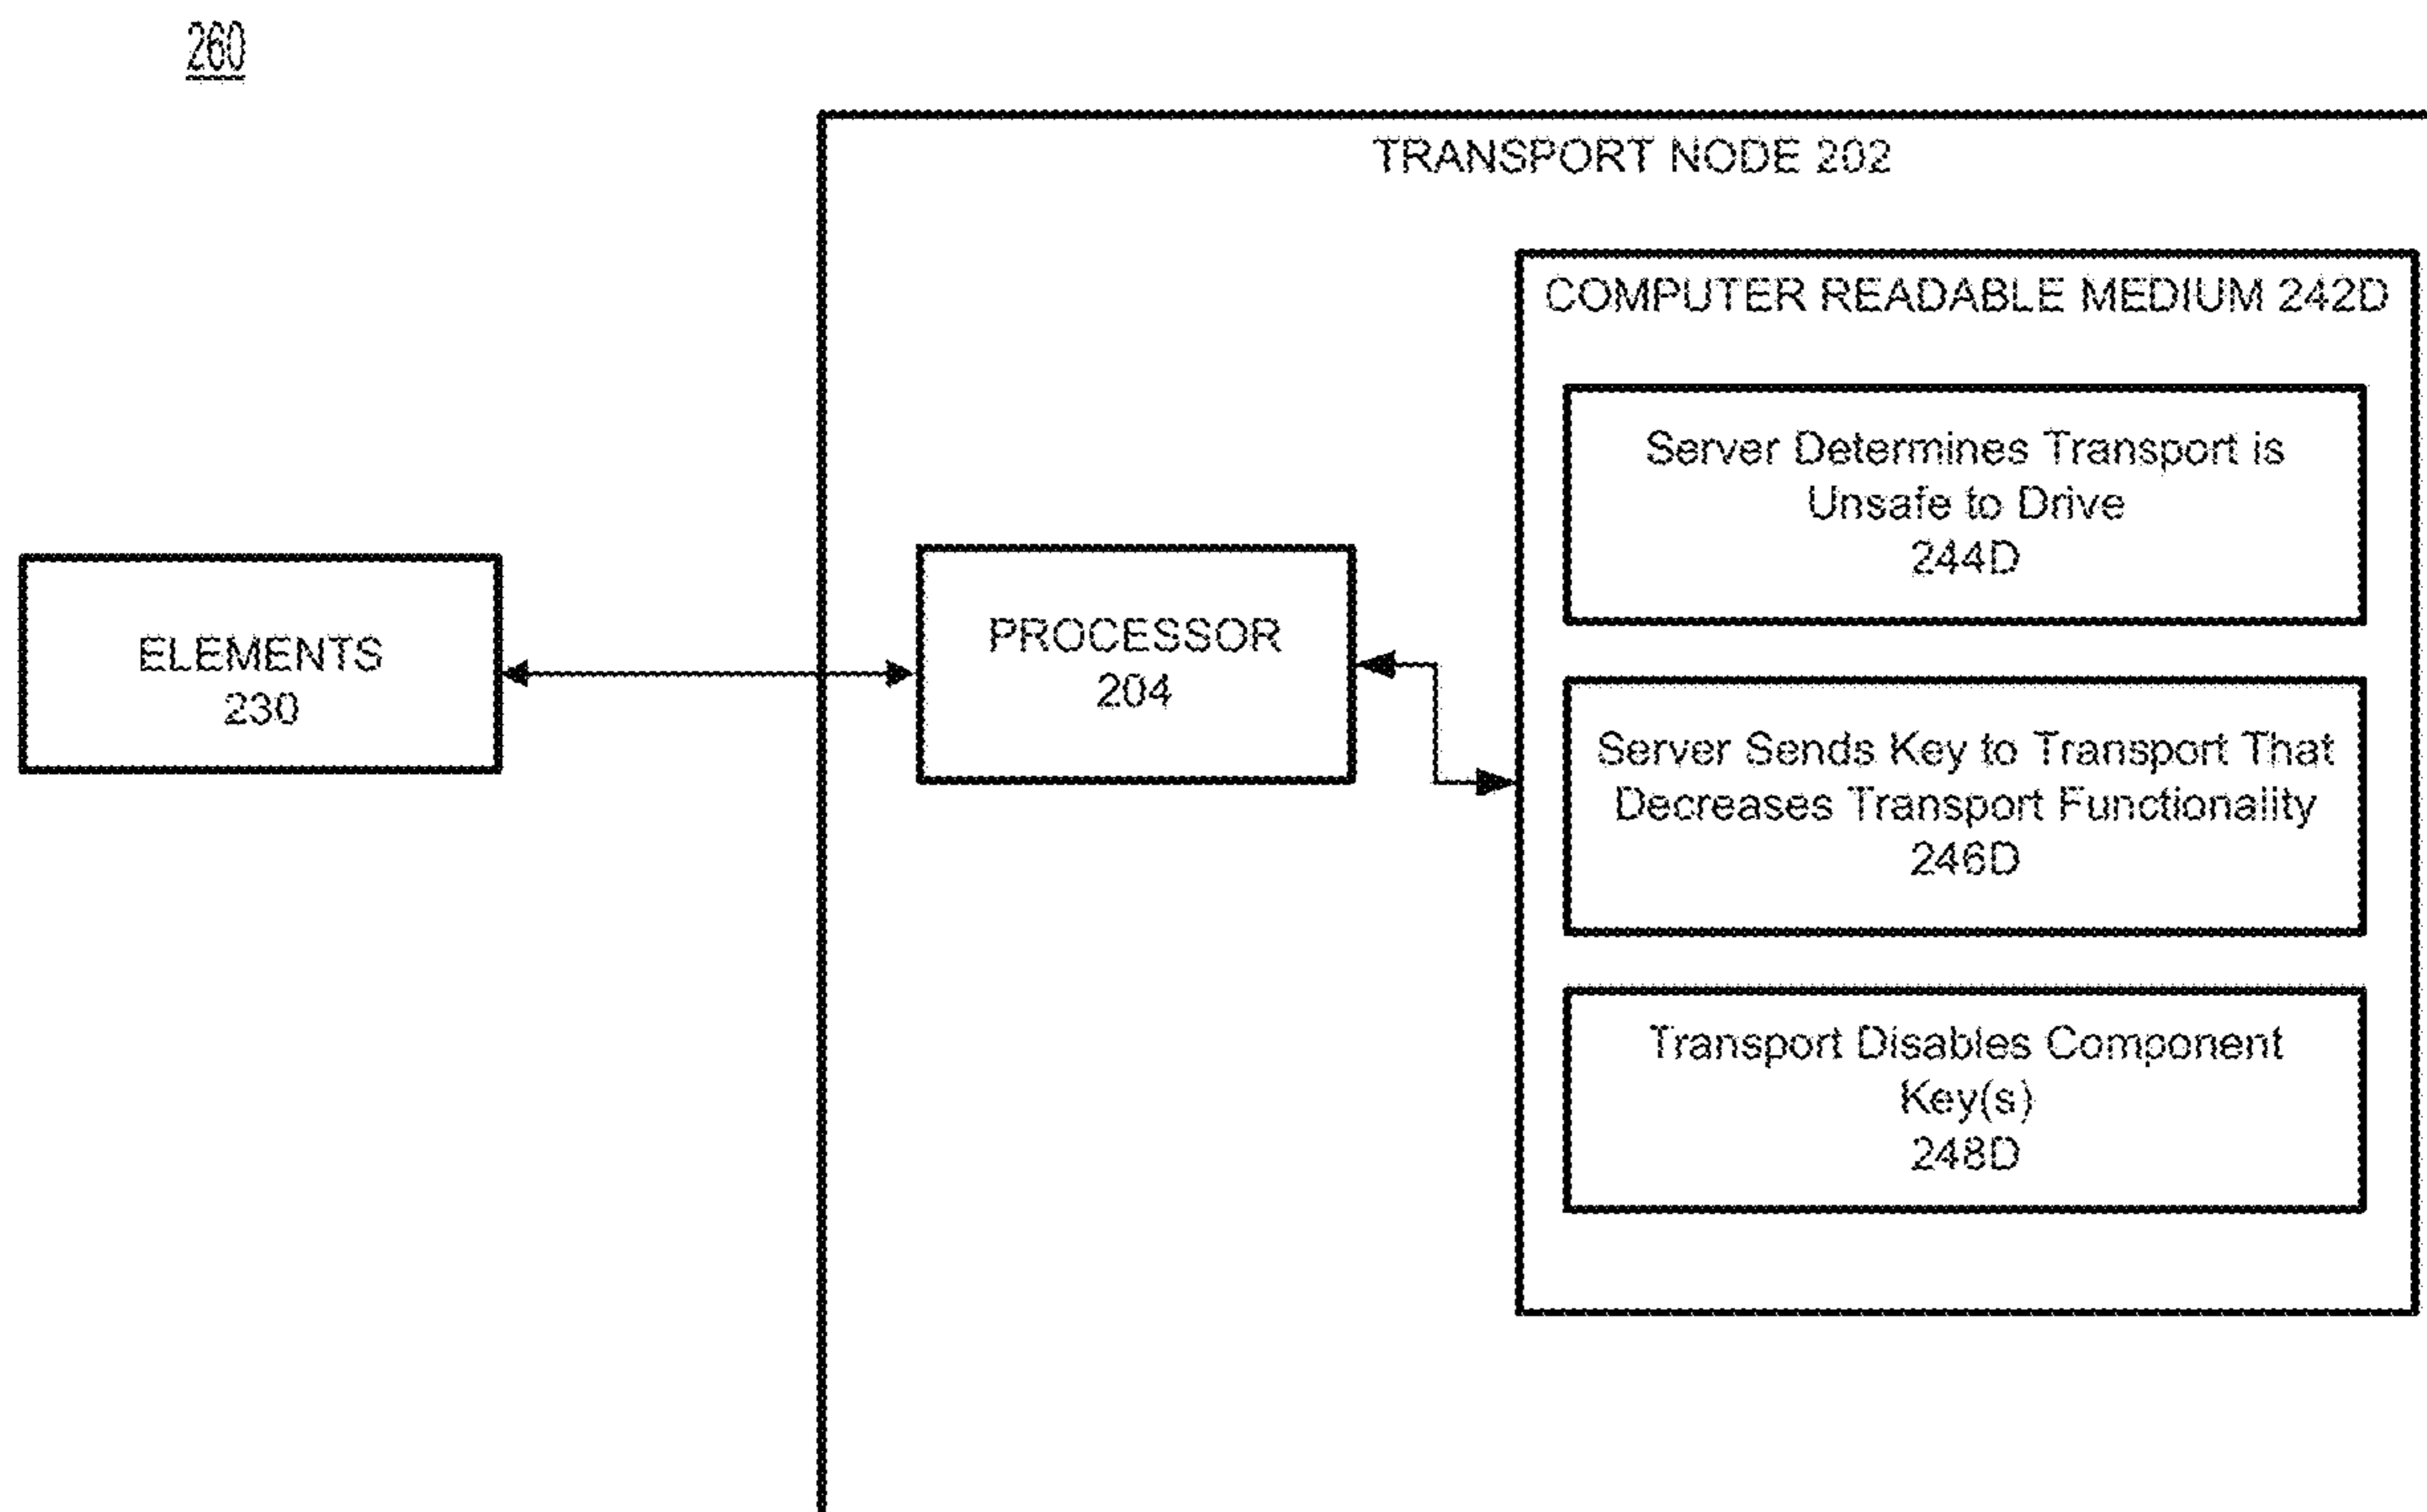 260
TRANSPORT NODE 202
COMPUTER READABLE MEDIUM 242D
Server Determines Transport is
Unsafe to Drive
244D
ELEMENTS
230
PROCESSOR
204
Server Sends Key to Transport That
Decreases Transport Functionality
246D
Transport Disables Component
Key(s)
248D